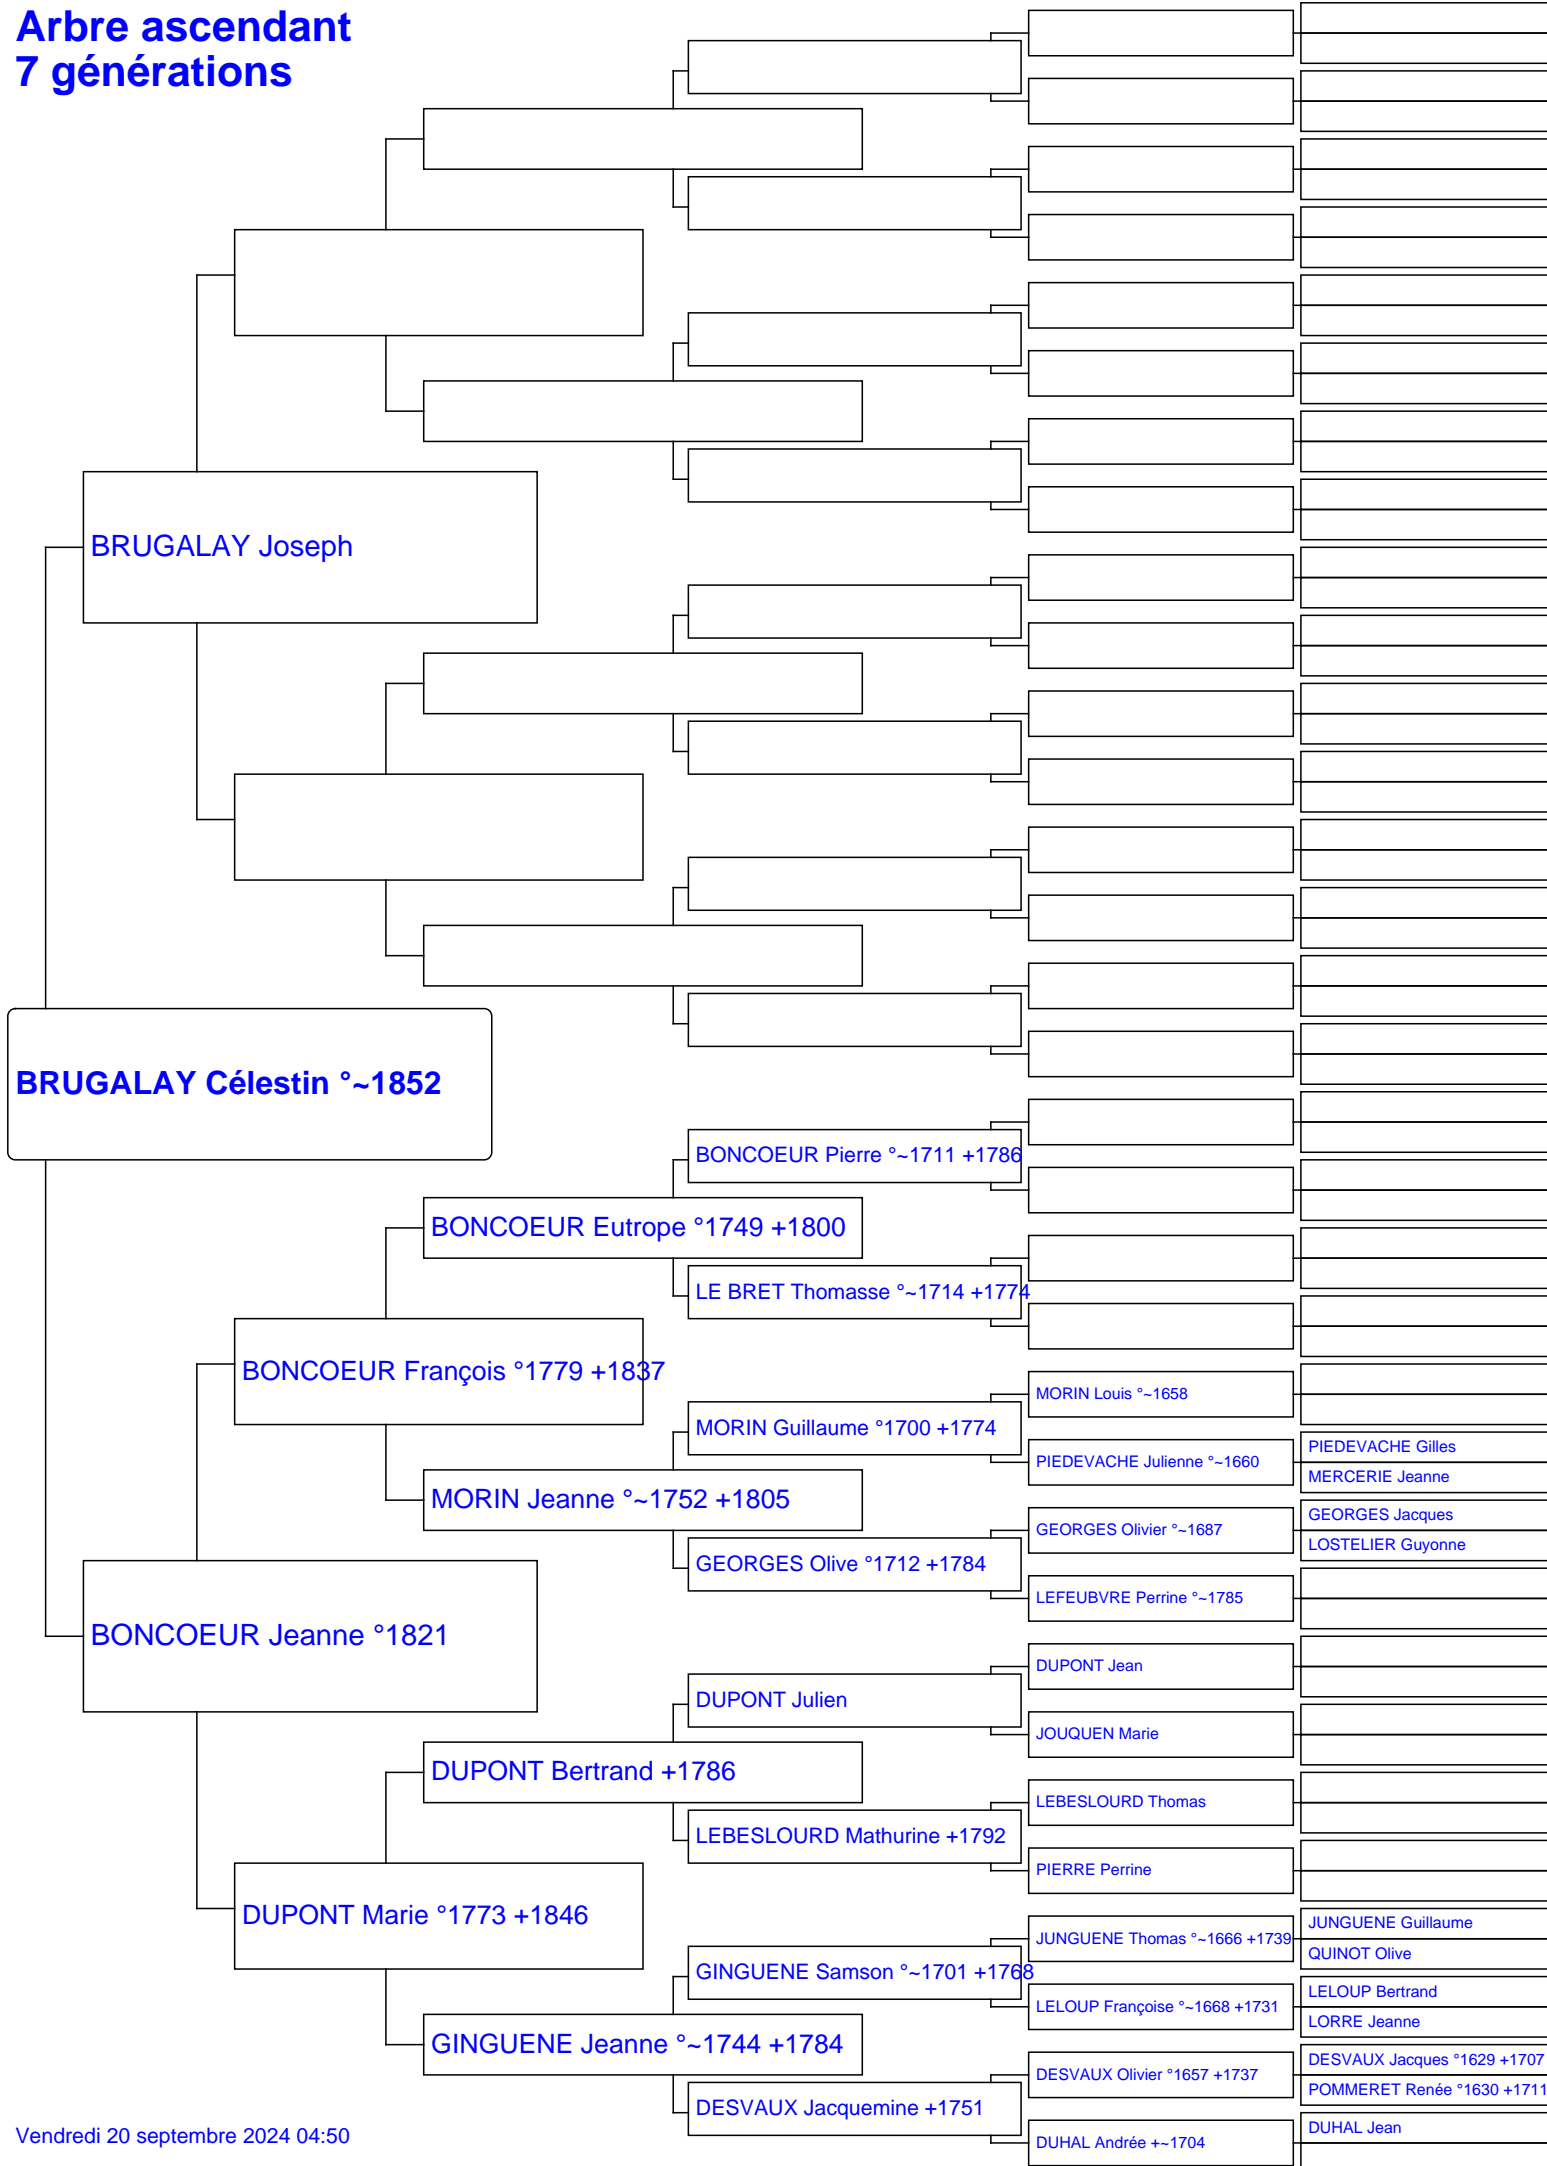 Arbre ascendant
7 générations
BRUGALAY Joseph
BRUGALAY Célestin °~1852
BONCOEUR Pierre °~1711 +1786
BONCOEUR Eutrope °1749 +1800
LE BRET Thomasse °~1714 +1774
BONCOEUR François °1779 +1837
MORIN Louis °~1658
MORIN Guillaume °1700 +1774
PIEDEVACHE Gilles
PIEDEVACHE Julienne °~1660
MERCERIE Jeanne
MORIN Jeanne °~1752 +1805
GEORGES Jacques
GEORGES Olivier °~1687
LOSTELIER Guyonne
GEORGES Olive °1712 +1784
LEFEUBVRE Perrine °~1785
BONCOEUR Jeanne °1821
DUPONT Jean
DUPONT Julien
JOUQUEN Marie
DUPONT Bertrand +1786
LEBESLOURD Thomas
LEBESLOURD Mathurine +1792
PIERRE Perrine
DUPONT Marie °1773 +1846
JUNGUENE Guillaume
JUNGUENE Thomas °~1666 +1739
QUINOT Olive
GINGUENE Samson °~1701 +1768
LELOUP Bertrand
LELOUP Françoise °~1668 +1731
LORRE Jeanne
GINGUENE Jeanne °~1744 +1784
DESVAUX Jacques °1629 +1707
DESVAUX Olivier °1657 +1737
POMMERET Renée °1630 +1711
DESVAUX Jacquemine +1751
DUHAL Jean
DUHAL Andrée +~1704
Vendredi 20 septembre 2024 04:50